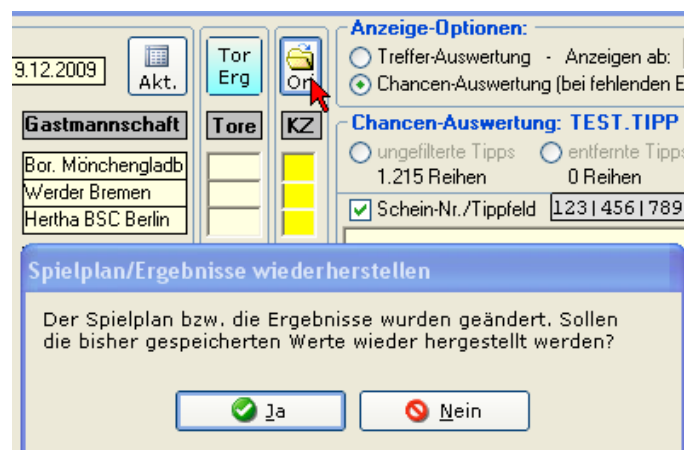 Anzeige-Optionen:
9.12.2009
Akt.
Tor
Erg
Ori
Treffer-Auswertung - Anzeigen ab:
Chancen-Auswertung (bei fehlenden E
Gastmannschaft
Tore
KZ
Chancen-Auswertung: TEST.TIPP
Bor. Mönchengladb
Werder Bremen
Hertha BSC Berlin
ungefilterte Tipps
entfernte Tipps
1.215 Reihen
0 Reihen
Schein-Nr./Tippfeld
123|456|789
Spielplan/Ergebnisse wiederherstellen
Der Spielplan bzw. die Ergebnisse wurden geändert. Sollen
die bisher gespeicherten Werte wieder hergestellt werden?
Ja
Nein